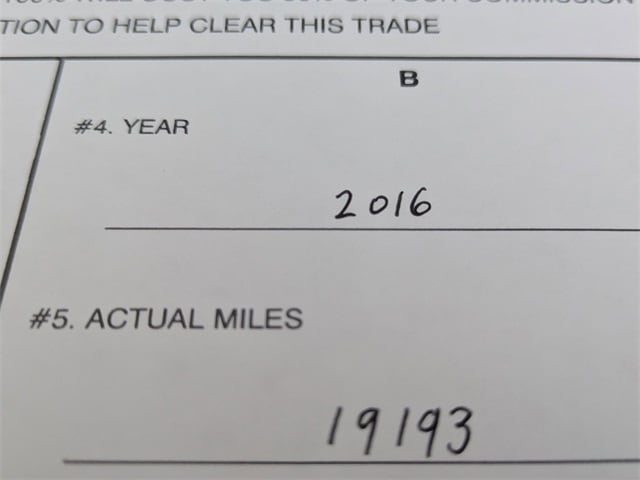 TION TO HELP CLEAR THIS TRADE
B
#4. YEAR
2016
#5. ACTUAL MILES
19193